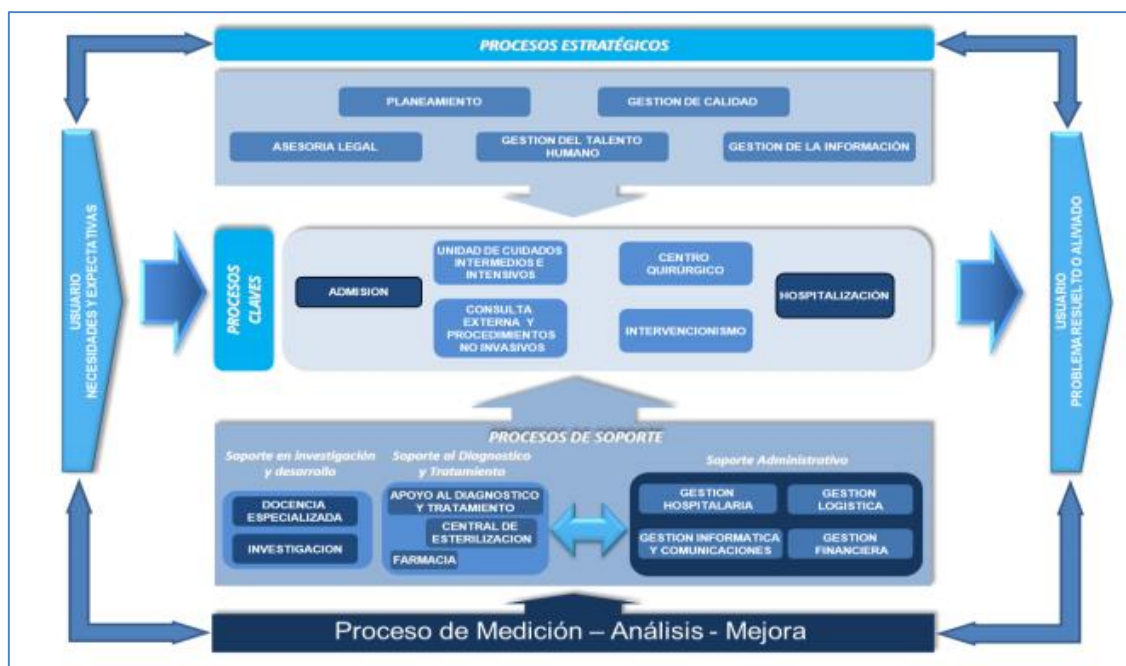 PROCESOS ESTRATÉGICOS
PLANEAMIENTO
GESTION DE CALIDAD
ASESORIA LEGAL
GESTION DEL TALENTO
HUMANO
GESTION DE LA INFORMACIÓN
USUARIO
NECESIDADES Y EXPECTATIVAS
PROCESOS
CLAVES
ADMISION
UNIDAD DE CUIDADOS
INTERMEDIOS E
INTENSIVOS
CONSULTA
EXTERNA Y
PROCEDIMIENTOS
NO INVASIVOS
CENTRO
QUIRÚRGICO
INTERVENCIONISMO
HOSPITALIZACIÓN
USUARIO
PROBLEMA RESUELTO O ALIVIADO
PROCESOS DE SOPORTE
Soporte en investigación
y desarrollo
DOCENCIA
ESPECIALIZADA
INVESTIGACION
Soporte al Diagnostico
y Tratamiento
APOYO AL DIAGNOSTICO
Y TRATAMIENTO
CENTRAL DE
ESTERILIZACION
FARMACIA
Soporte Administrativo
GESTION
HOSPITALARIA
GESTION
LOGISTICA
GESTION INFORMATICA
Y COMUNICACIONES
GESTION
FINANCIERA
Proceso de Medición – Análisis - Mejora